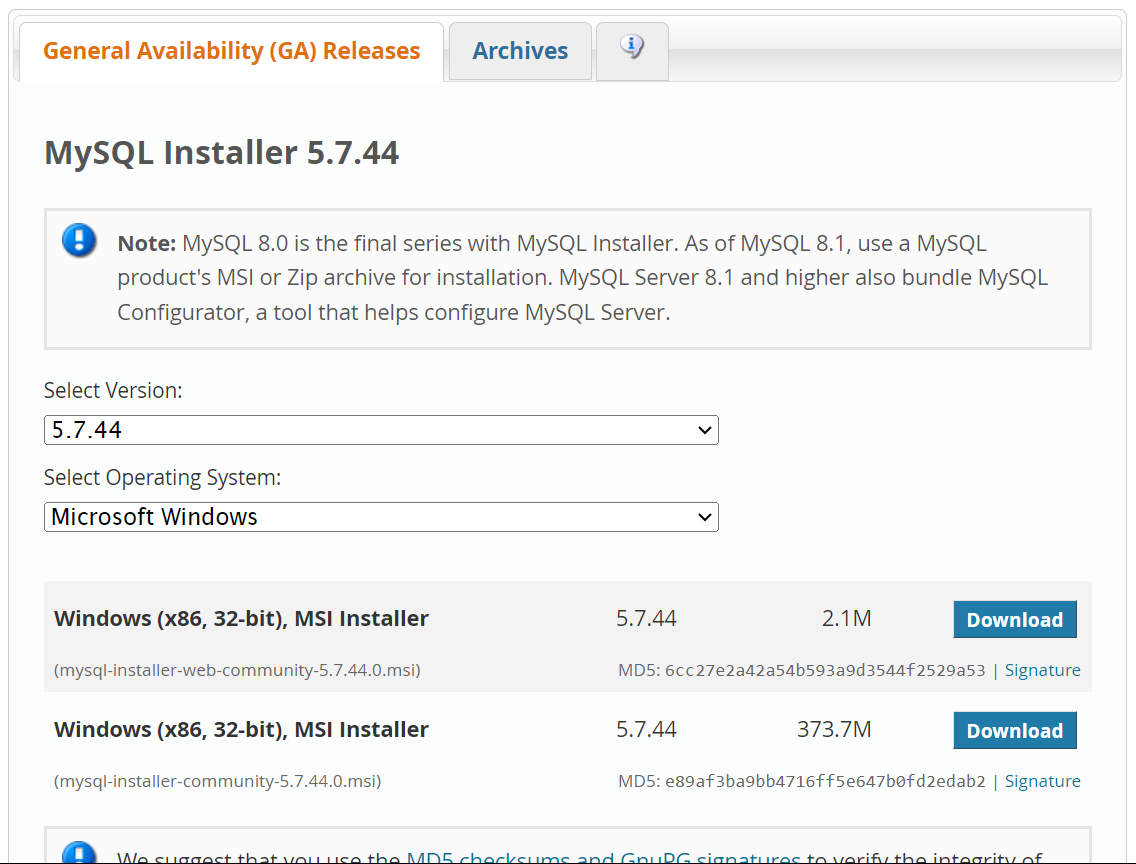 General Availability (GA) Releases
Archives
MySQL Installer 5.7.44
Note: MySQL 8.0 is the final series with MySQL Installer. As of MySQL 8.1, use a MySQL
product's MSI or Zip archive for installation. MySQL Server 8.1 and higher also bundle MySQL
Configurator, a tool that helps configure MySQL Server.
Select Version:
5.7.44
Select Operating System:
Microsoft Windows
Windows (x86, 32-bit), MSI Installer 5.7.44 2.1M Download
(mysql-installer-web-community-5.7.44.0.msi) MD5: 6cc27e2a42a54b593a9d3544f2529a53 | Signature
Windows (x86, 32-bit), MSI Installer 5.7.44 373.7M Download
(mysql-installer-community-5.7.44.0.msi) MD5: e89af3ba9bb4716ff5e647b0fd2edab2 | Signature
We suggest that you use the MD5 checksums and GnuPG signatures to verify the integrity of